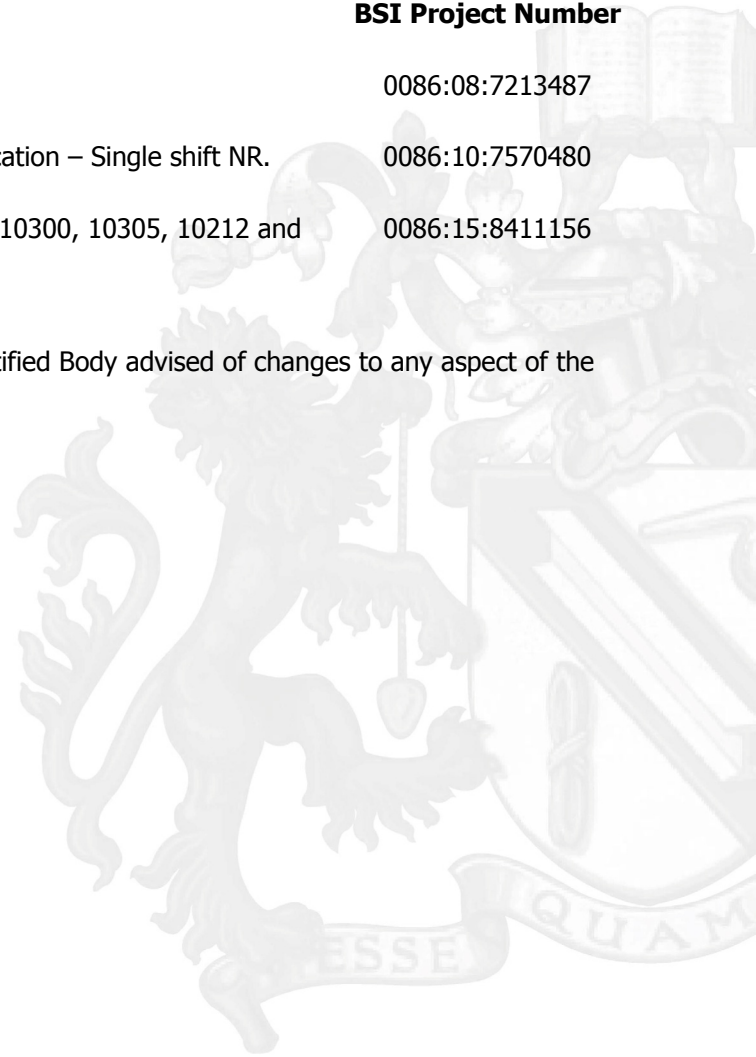 BSI Project Number
0086:08:7213487
cation – Single shift NR. 0086:10:7570480
10300, 10305, 10212 and 0086:15:8411156
tified Body advised of changes to any aspect of the
ESSE QUAM